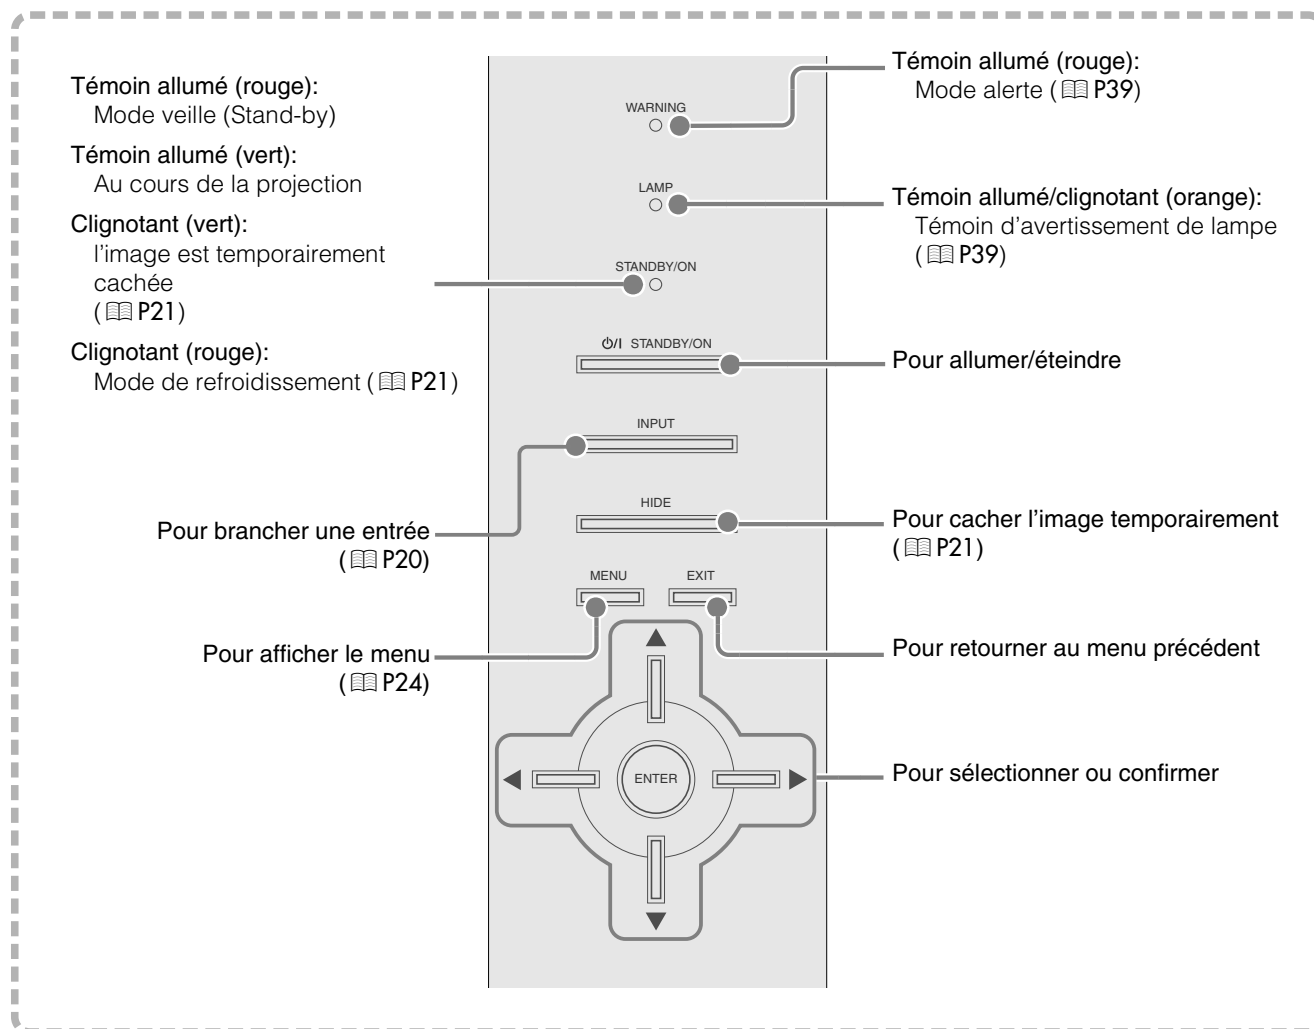 Témoin allumé (rouge):
Mode veille (Stand-by)
Témoin allumé (vert):
Au cours de la projection
Clignotant (vert):
l'image est temporairement
cachée
( P21)
Clignotant (rouge):
Mode de refroidissement ( P21)
Pour brancher une entrée
( P20)
Pour afficher le menu
( P24)
WARNING
LAMP
STANDBY/ON
⏻/I STANDBY/ON
INPUT
HIDE
MENU
EXIT
ENTER
Témoin allumé (rouge):
Mode alerte ( P39)
Témoin allumé/clignotant (orange):
Témoin d'avertissement de lampe
( P39)
Pour allumer/éteindre
Pour cacher l'image temporairement
( P21)
Pour retourner au menu précédent
Pour sélectionner ou confirmer